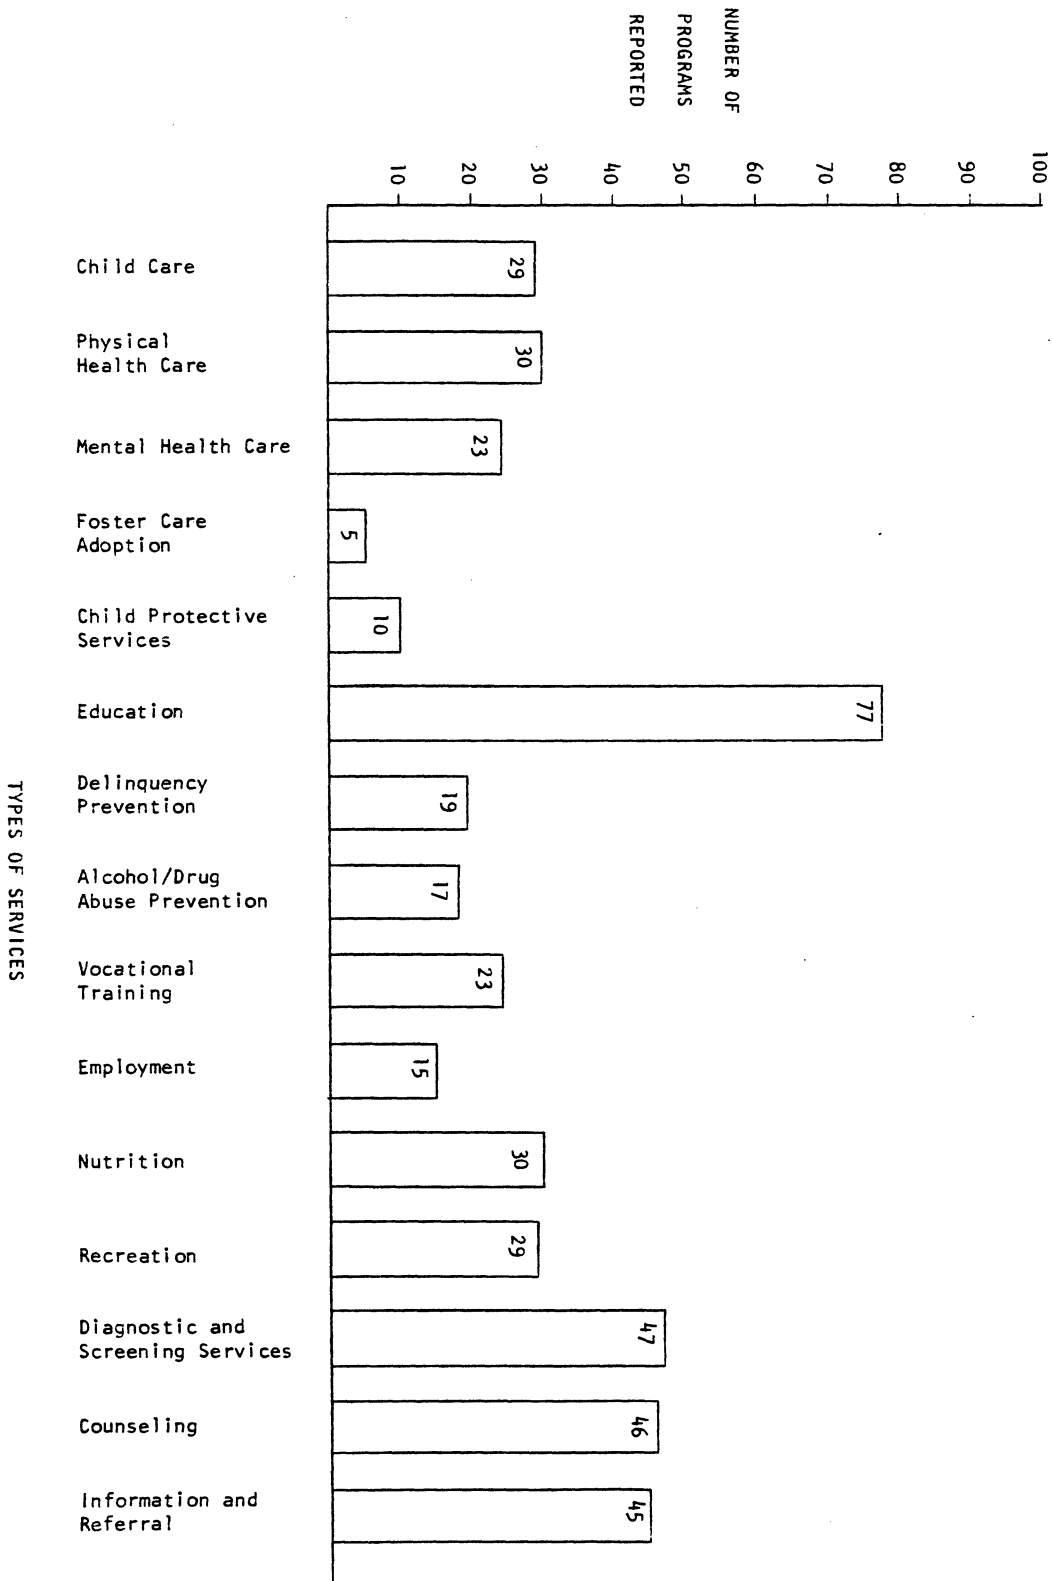 NUMBER OF
PROGRAMS
REPORTED
100
90
80
70
60
50
40
30
20
10
Child Care
29
Physical
Health Care
30
Mental Health Care
23
Foster Care
Adoption
5
Child Protective
Services
10
Education
77
Delinquency
Prevention
19
Alcohol/Drug
Abuse Prevention
17
Vocational
Training
23
Employment
15
Nutrition
30
Recreation
29
Diagnostic and
Screening Services
47
Counseling
46
Information and
Referral
45
TYPES OF SERVICES